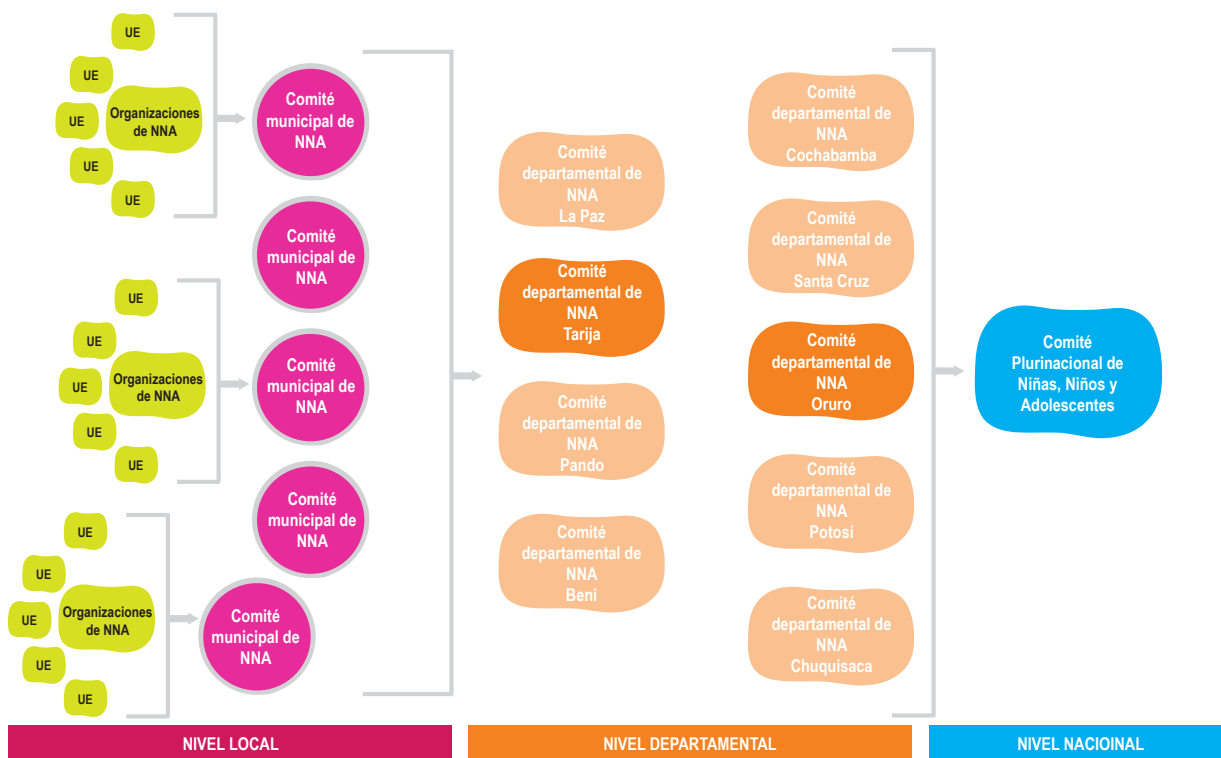 UE
UE
Organizaciones
de NNA
UE
UE
UE
Comité
municipal de
NNA
Comité
municipal de
NNA
UE
UE
Organizaciones
de NNA
UE
UE
UE
Comité
municipal de
NNA
Comité
municipal de
NNA
UE
UE
Organizaciones
de NNA
UE
UE
UE
Comité
municipal de
NNA
Comité
departamental de
NNA
La Paz
Comité
departamental de
NNA
Tarija
Comité
departamental de
NNA
Pando
Comité
departamental de
NNA
Beni
Comité
departamental de
NNA
Cochabamba
Comité
departamental de
NNA
Santa Cruz
Comité
departamental de
NNA
Oruro
Comité
departamental de
NNA
Potosí
Comité
departamental de
NNA
Chuquisaca
Comité
Plurinacional de
Niñas, Niños y
Adolescentes
NIVEL LOCAL
NIVEL DEPARTAMENTAL
NIVEL NACIOINAL